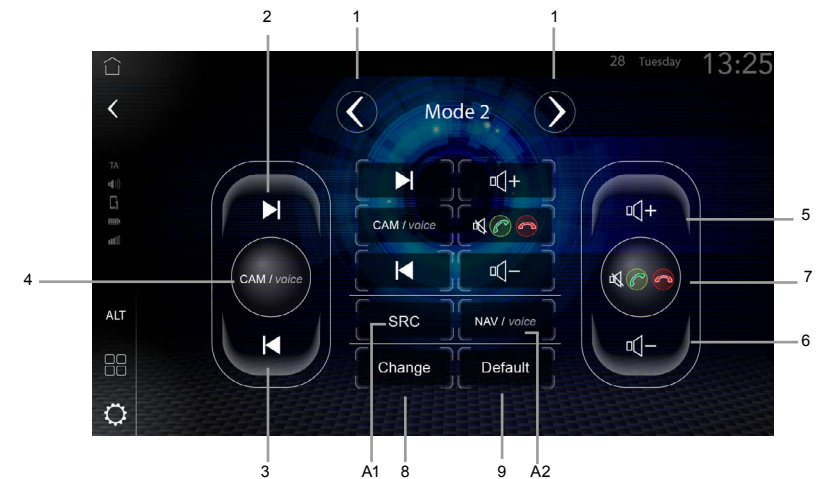 2 1 1
28 Tuesday 13:25
Mode 2
TA
CAM / voice
5
4 CAM / voice 7
ALT SRC NAV / voice
6
Change Default
3 A1 8 9 A2